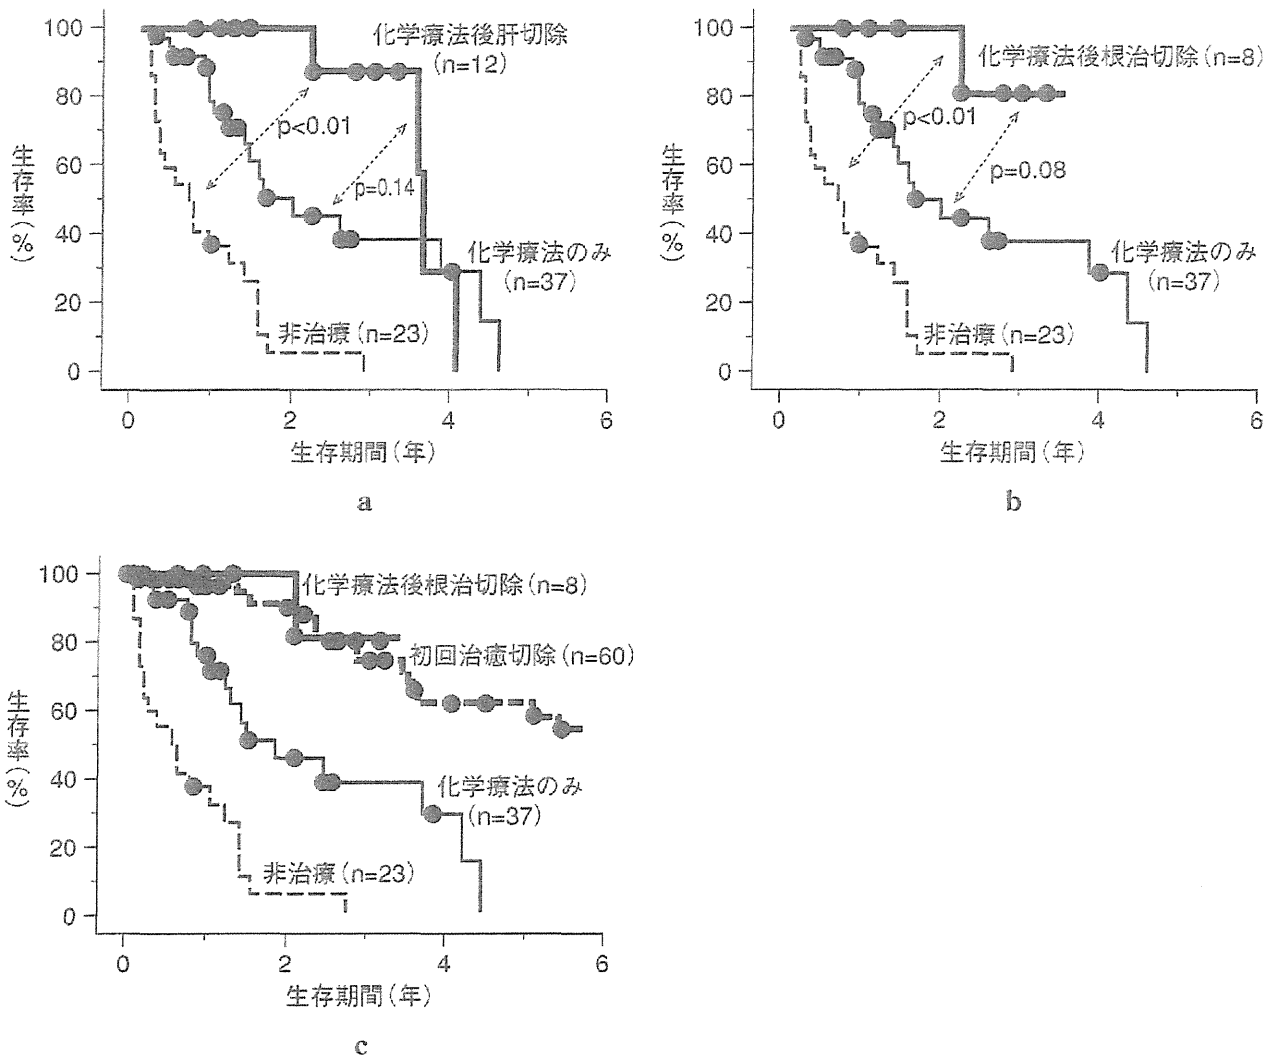 100
80
60
40
20
0
生存率(%)
化学療法後肝切除
(n=12)
p<0.01
p=0.14
化学療法のみ
(n=37)
非治療(n=23)
0 2 4 6
生存期間(年)
a
100
80
60
40
20
0
生存率(%)
化学療法後根治切除(n=8)
p<0.01
p=0.08
化学療法のみ
(n=37)
非治療(n=23)
0 2 4 6
生存期間(年)
b
100
80
60
40
20
0
生存率(%)
化学療法後根治切除(n=8)
初回治癒切除(n=60)
化学療法のみ
(n=37)
非治療(n=23)
0 2 4 6
生存期間(年)
c